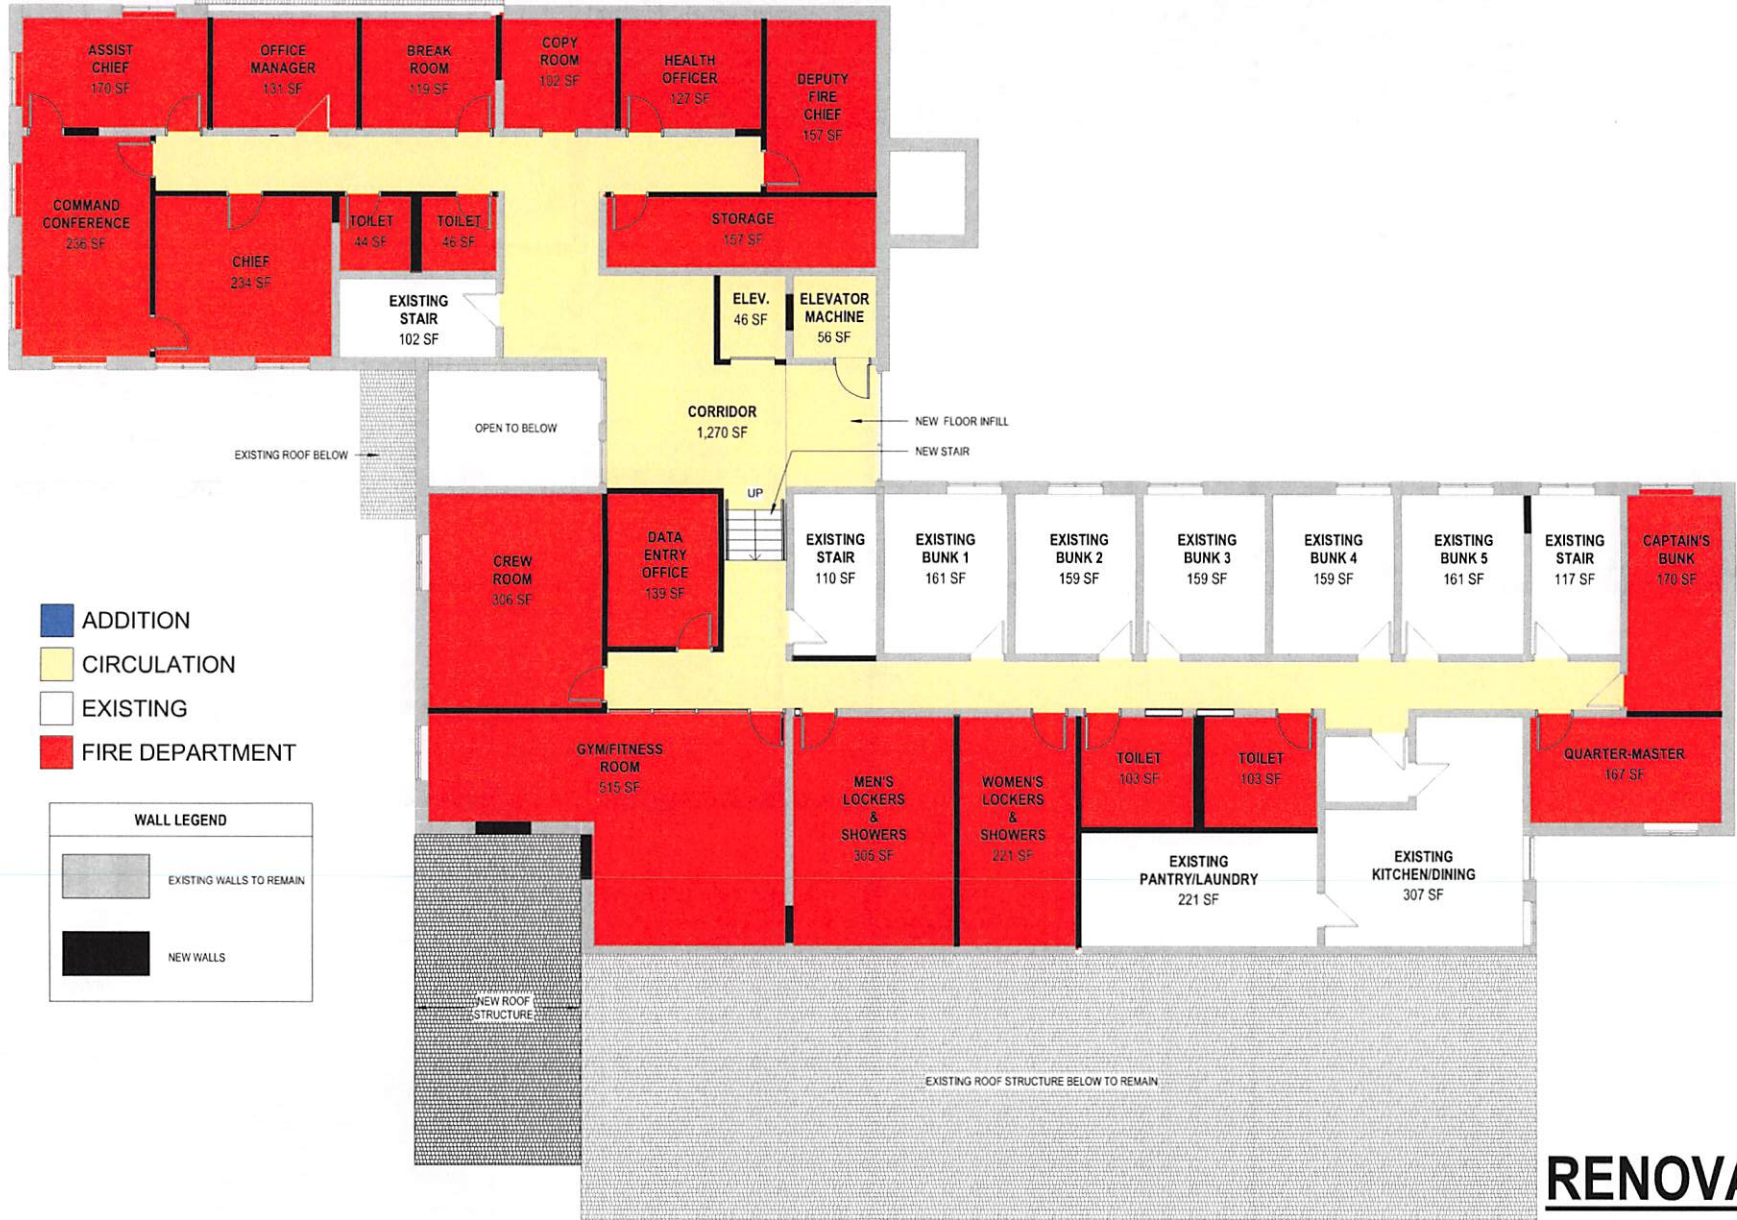 ASSIST
CHIEF
170 SF
OFFICE
MANAGER
131 SF
BREAK
ROOM
119 SF
COPY
ROOM
102 SF
HEALTH
OFFICER
127 SF
DEPUTY
FIRE
CHIEF
157 SF
COMMAND
CONFERENCE
236 SF
CHIEF
234 SF
TOILET
44 SF
TOILET
46 SF
STORAGE
157 SF
EXISTING
STAIR
102 SF
ELEV.
46 SF
ELEVATOR
MACHINE
56 SF
OPEN TO BELOW
CORRIDOR
1,270 SF
NEW FLOOR INFILL
NEW STAIR
EXISTING ROOF BELOW
UP
CREW
ROOM
306 SF
DATA
ENTRY
OFFICE
139 SF
EXISTING
STAIR
110 SF
EXISTING
BUNK 1
161 SF
EXISTING
BUNK 2
159 SF
EXISTING
BUNK 3
159 SF
EXISTING
BUNK 4
159 SF
EXISTING
BUNK 5
161 SF
EXISTING
STAIR
117 SF
CAPTAIN'S
BUNK
170 SF
ADDITION
CIRCULATION
EXISTING
FIRE DEPARTMENT
GYM/FITNESS
ROOM
515 SF
MEN'S
LOCKERS
&
SHOWERS
305 SF
WOMEN'S
LOCKERS
&
SHOWERS
221 SF
TOILET
103 SF
TOILET
103 SF
QUARTER-MASTER
167 SF
EXISTING
PANTRY/LAUNDRY
221 SF
EXISTING
KITCHEN/DINING
307 SF
WALL LEGEND
EXISTING WALLS TO REMAIN
NEW WALLS
NEW ROOF
STRUCTURE
EXISTING ROOF STRUCTURE BELOW TO REMAIN
RENOVA